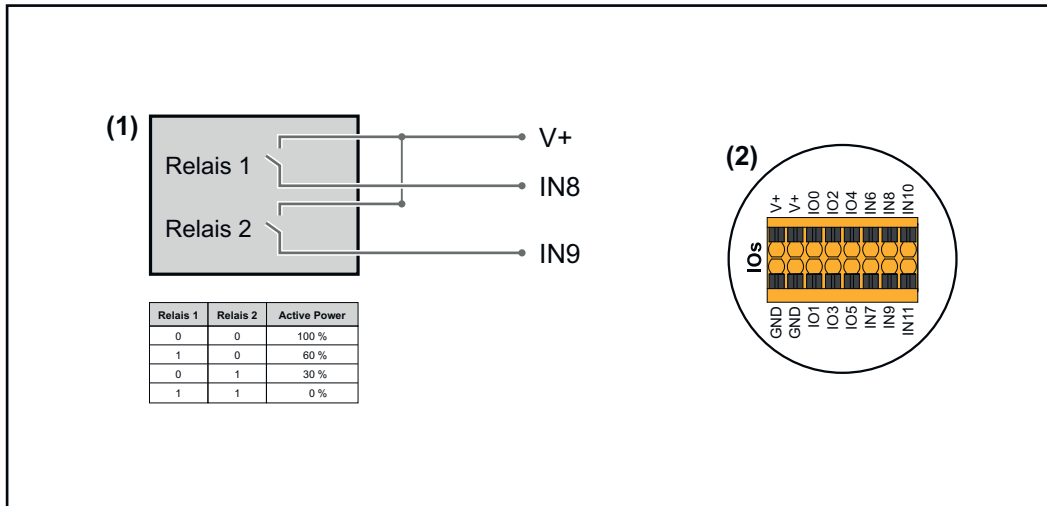 (1)
Relais 1
Relais 2
V+
IN8
IN9
Relais 1 Relais 2 Active Power
0 0 100 %
1 0 60 %
0 1 30 %
1 1 0 %
(2)
V+ V+ IO0 IO2 IO4 IN6 IN8 IN10
IOs
GND GND IO1 IO3 IO5 IN7 IN9 IN11